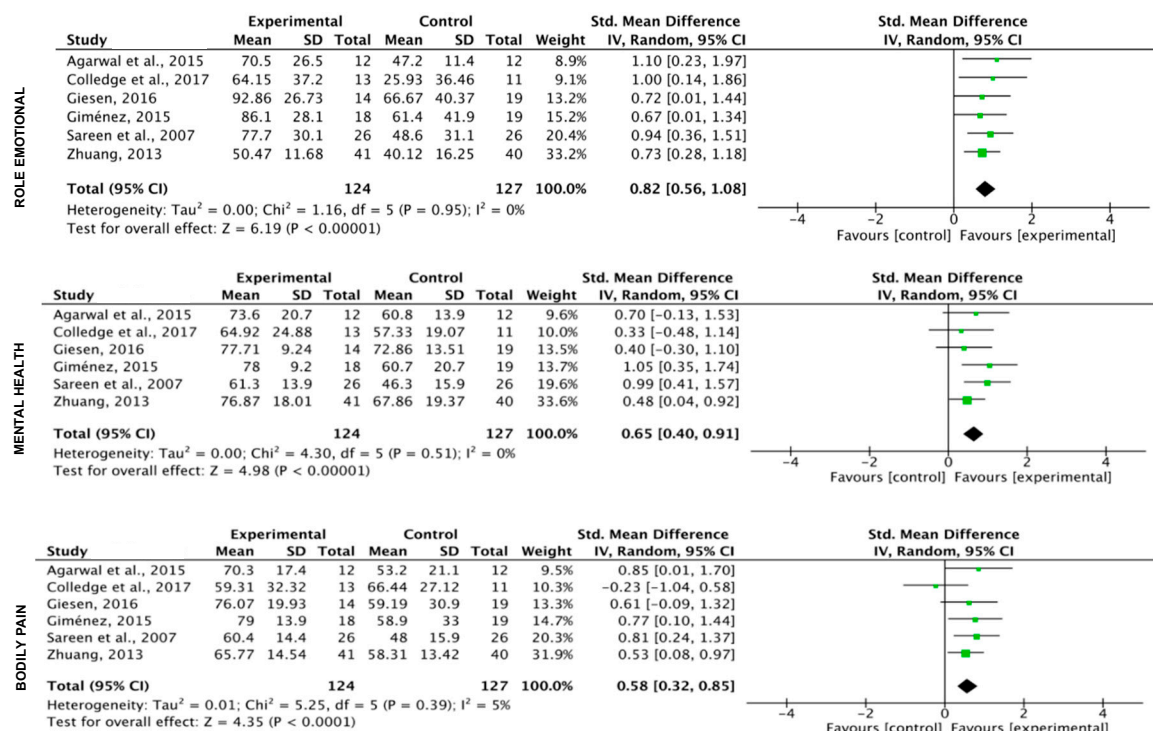 ROLE EMOTIONAL
Experimental Control Std. Mean Difference Std. Mean Difference
Study Mean SD Total Mean SD Total Weight IV, Random, 95% CI IV, Random, 95% CI
Agarwal et al., 2015 70.5 26.5 12 47.2 11.4 12 8.9% 1.10 [0.23, 1.97]
Colledge et al., 2017 64.15 37.2 13 25.93 36.46 11 9.1% 1.00 [0.14, 1.86]
Giesen, 2016 92.86 26.73 14 66.67 40.37 19 13.2% 0.72 [0.01, 1.44]
Giménez, 2015 86.1 28.1 18 61.4 41.9 19 15.2% 0.67 [0.01, 1.34]
Sareen et al., 2007 77.7 30.1 26 48.6 31.1 26 20.4% 0.94 [0.36, 1.51]
Zhuang, 2013 50.47 11.68 41 40.12 16.25 40 33.2% 0.73 [0.28, 1.18]
Total (95% CI) 124 127 100.0% 0.82 [0.56, 1.08]
Heterogeneity: Tau² = 0.00; Chi² = 1.16, df = 5 (P = 0.95); I² = 0%
Test for overall effect: Z = 6.19 (P < 0.00001)
-4 -2 0 2 4
Favours [control] Favours [experimental]
MENTAL HEALTH
Experimental Control Std. Mean Difference Std. Mean Difference
Study Mean SD Total Mean SD Total Weight IV, Random, 95% CI IV, Random, 95% CI
Agarwal et al., 2015 73.6 20.7 12 60.8 13.9 12 9.6% 0.70 [-0.13, 1.53]
Colledge et al., 2017 64.92 24.88 13 57.33 19.07 11 10.0% 0.33 [-0.48, 1.14]
Giesen, 2016 77.71 9.24 14 72.86 13.51 19 13.5% 0.40 [-0.30, 1.10]
Giménez, 2015 78 9.2 18 60.7 20.7 19 13.7% 1.05 [0.35, 1.74]
Sareen et al., 2007 61.3 13.9 26 46.3 15.9 26 19.6% 0.99 [0.41, 1.57]
Zhuang, 2013 76.87 18.01 41 67.86 19.37 40 33.6% 0.48 [0.04, 0.92]
Total (95% CI) 124 127 100.0% 0.65 [0.40, 0.91]
Heterogeneity: Tau² = 0.00; Chi² = 4.30, df = 5 (P = 0.51); I² = 0%
Test for overall effect: Z = 4.98 (P < 0.00001)
-4 -2 0 2 4
Favours [control] Favours [experimental]
BODILY PAIN
Experimental Control Std. Mean Difference Std. Mean Difference
Study Mean SD Total Mean SD Total Weight IV, Random, 95% CI IV, Random, 95% CI
Agarwal et al., 2015 70.3 17.4 12 53.2 21.1 12 9.5% 0.85 [0.01, 1.70]
Colledge et al., 2017 59.31 32.32 13 66.44 27.12 11 10.3% -0.23 [-1.04, 0.58]
Giesen, 2016 76.07 19.93 14 59.19 30.9 19 13.3% 0.61 [-0.09, 1.32]
Giménez, 2015 79 13.9 18 58.9 33 19 14.7% 0.77 [0.10, 1.44]
Sareen et al., 2007 60.4 14.4 26 48 15.9 26 20.3% 0.81 [0.24, 1.37]
Zhuang, 2013 65.77 14.54 41 58.31 13.42 40 31.9% 0.53 [0.08, 0.97]
Total (95% CI) 124 127 100.0% 0.58 [0.32, 0.85]
Heterogeneity: Tau² = 0.01; Chi² = 5.25, df = 5 (P = 0.39); I² = 5%
Test for overall effect: Z = 4.35 (P < 0.0001)
-4 -2 0 2 4
Favours [control] Favours [experimental]